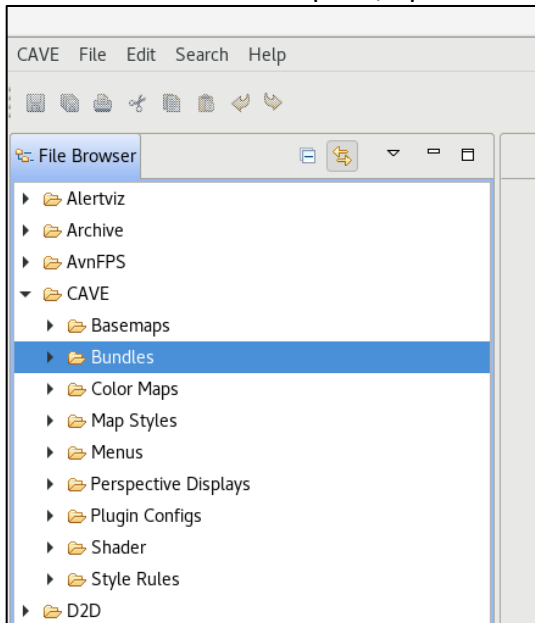 CAVE File Edit Search Help
File Browser
Alertviz
Archive
AvnFPS
CAVE
Basemaps
Bundles
Color Maps
Map Styles
Menus
Perspective Displays
Plugin Configs
Shader
Style Rules
D2D